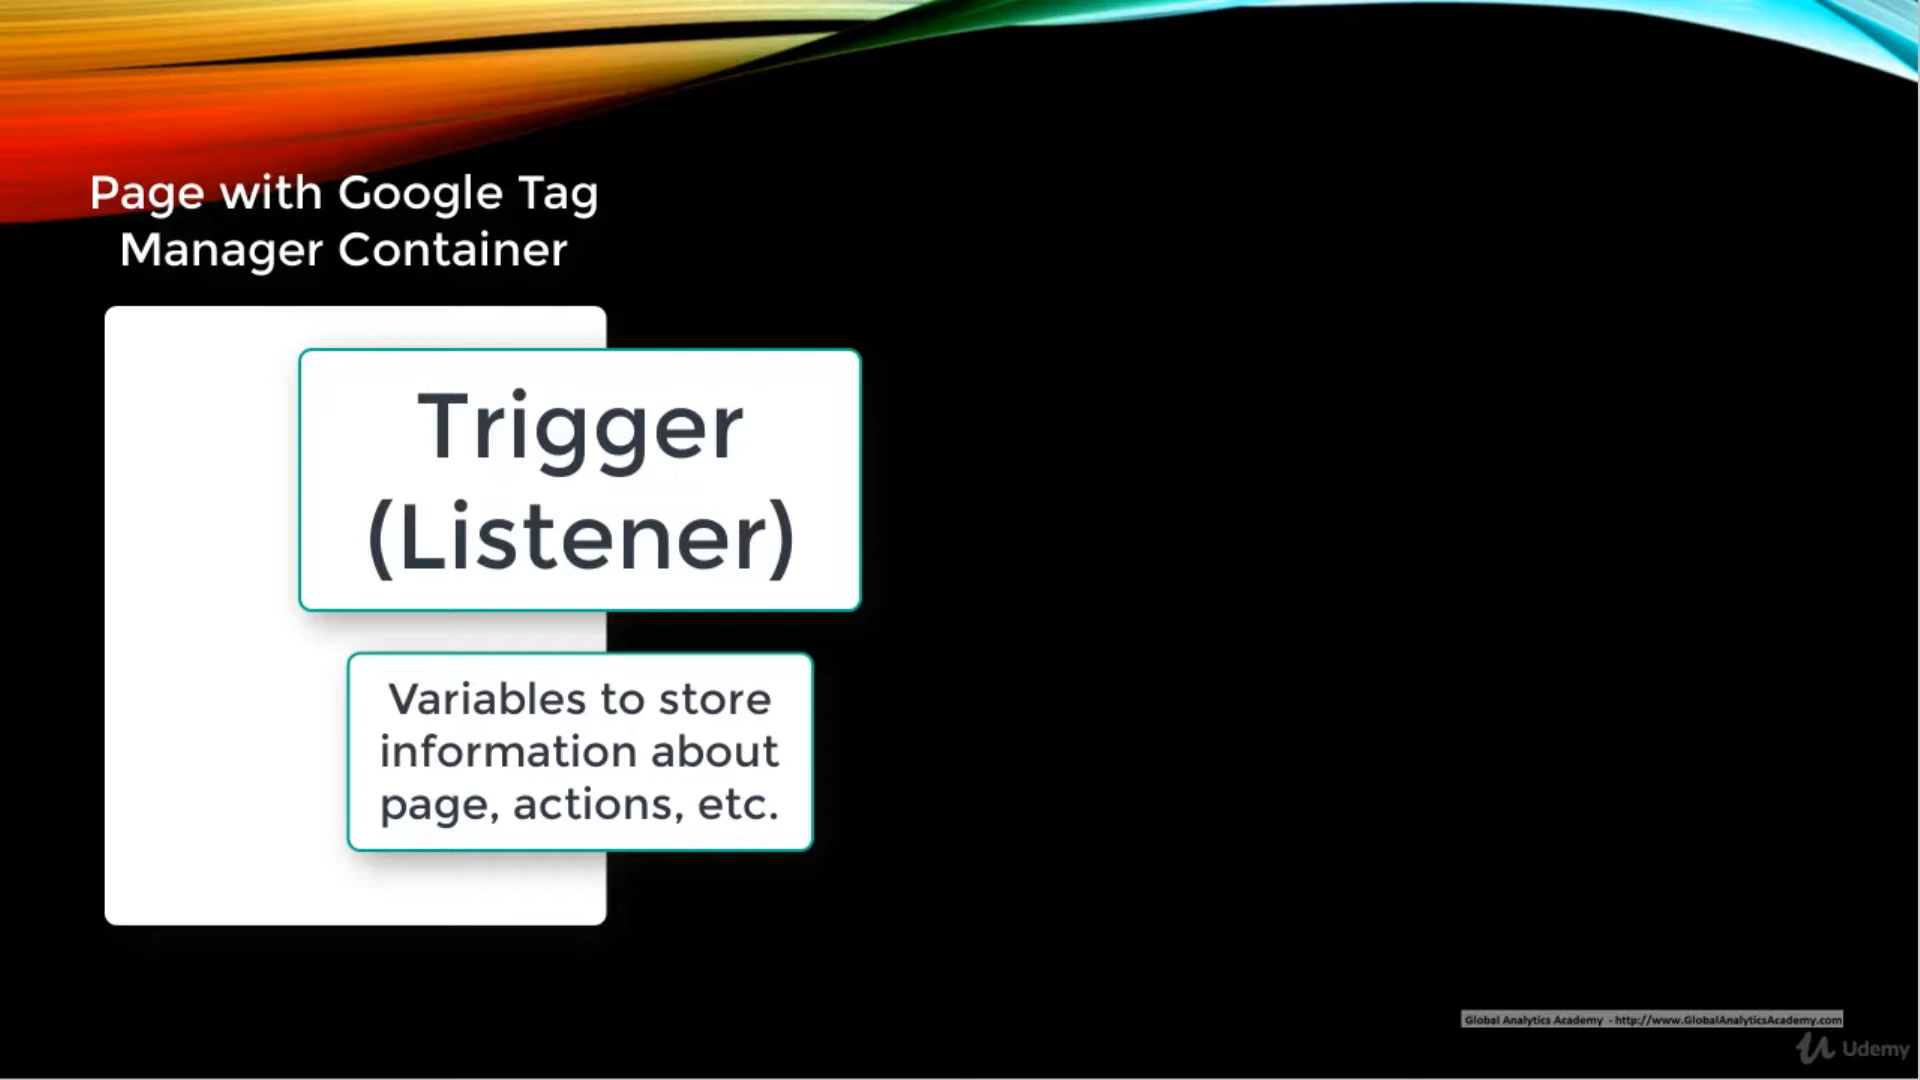 Page with Google Tag
Manager Container
Trigger
(Listener)
Variables to store
information about
page, actions, etc.
Global Analytics Academy - http://www.GlobalAnalyticsAcademy.com
Udemy